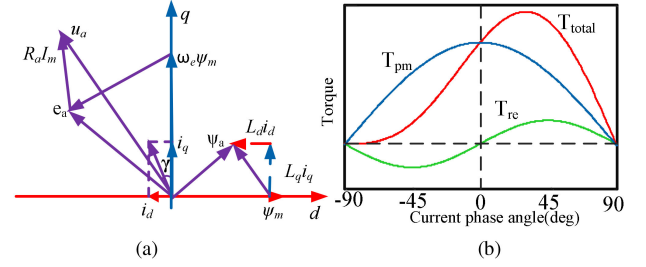 q
u_a
R_aI_m
ω_eψ_m
e_a
i_q
ψ_a
L_di_d
γ
L_qi_q
i_d
ψ_m
d
(a)
T_total
T_pm
T_re
Torque
-90
-45
0
45
90
Current phase angle(deg)
(b)